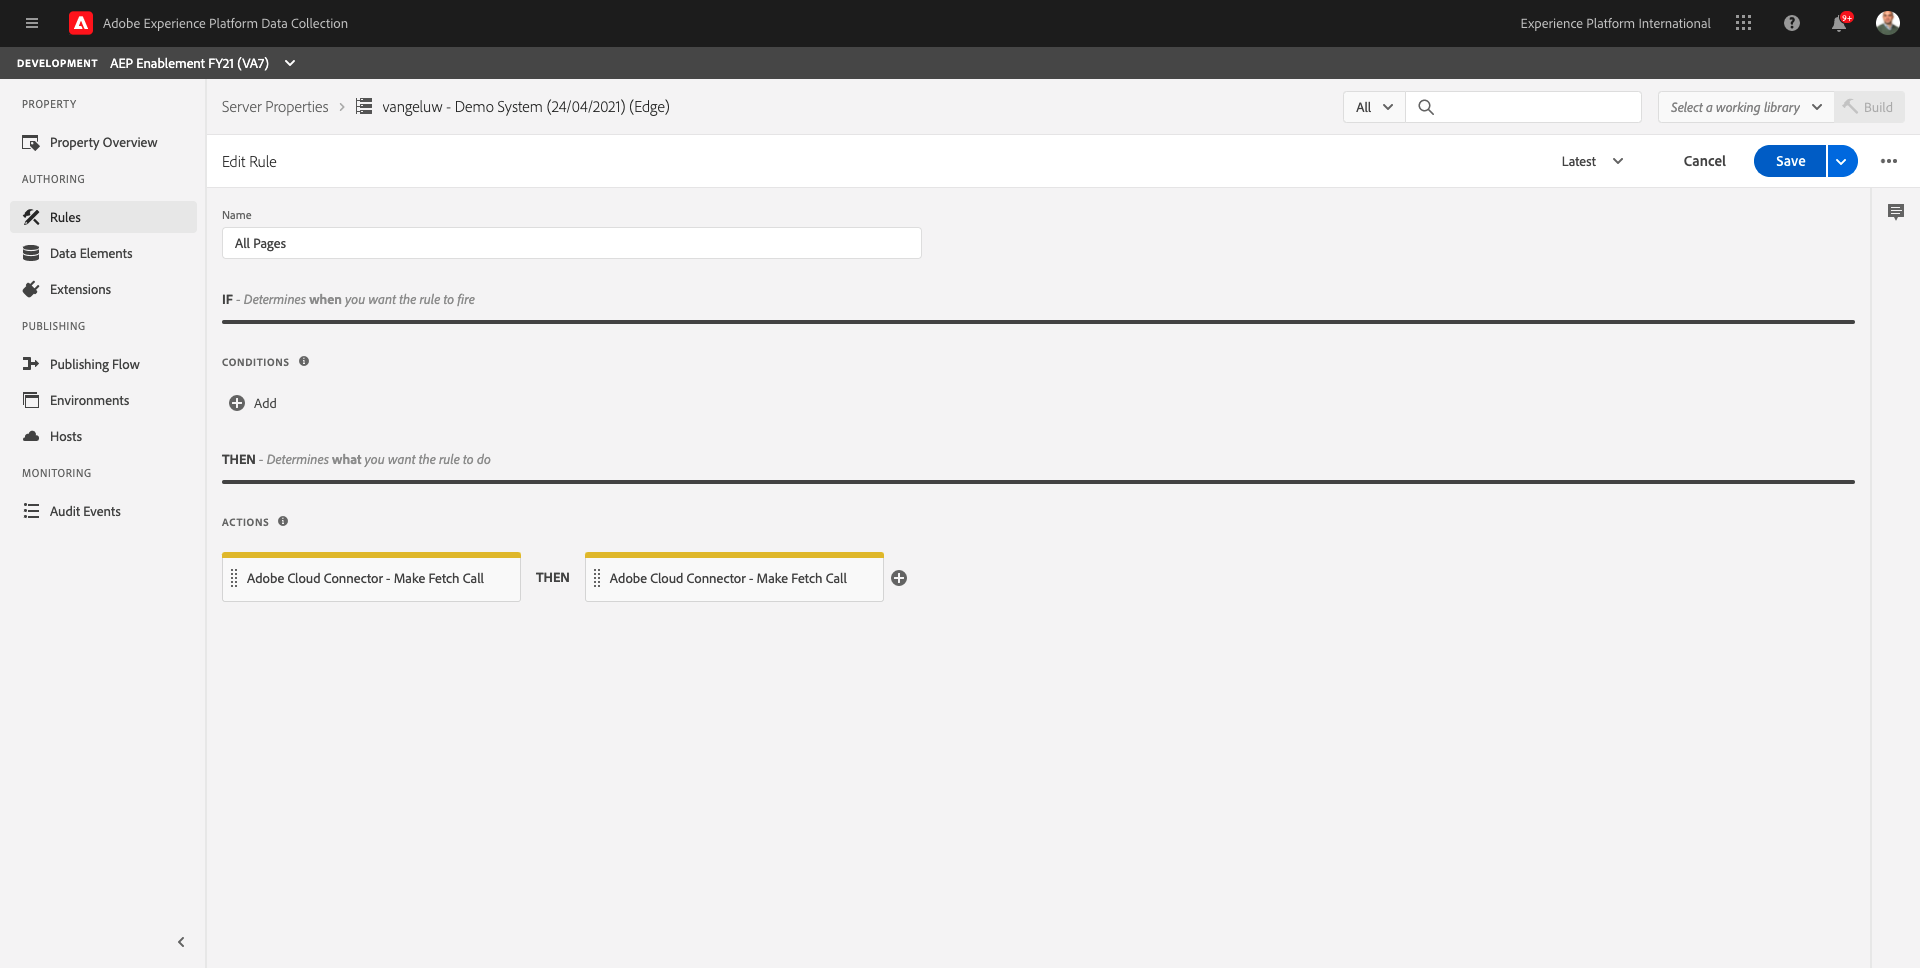 Adobe Experience Platform Data Collection
Experience Platform International
9+
DEVELOPMENT AEP Enablement FY21 (VA7)
PROPERTY
Property Overview
AUTHORING
Rules
Data Elements
Extensions
PUBLISHING
Publishing Flow
Environments
Hosts
MONITORING
Audit Events
Server Properties > vangeluw - Demo System (24/04/2021) (Edge)
All
Select a working library
Build
Edit Rule
Latest
Cancel
Save
Name
All Pages
IF - Determines when you want the rule to fire
CONDITIONS
Add
THEN - Determines what you want the rule to do
ACTIONS
Adobe Cloud Connector - Make Fetch Call
THEN
Adobe Cloud Connector - Make Fetch Call